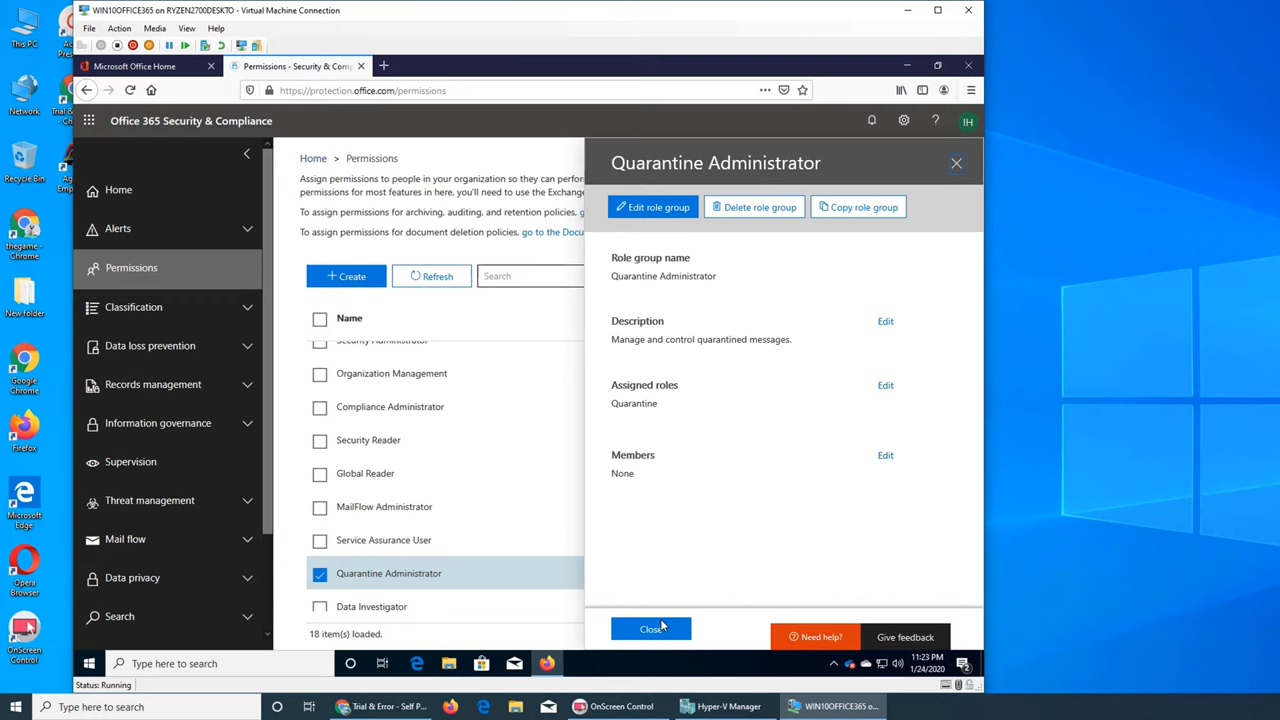 This PC
Network
Recycle Bin
thegame - Chrome
New folder
Google Chrome
Firefox
Microsoft Edge
Opera Browser
OnScreen Control
WIN10OFFICE365 on RYZEN2700DESKTO - Virtual Machine Connection
File Action Media View Help
Microsoft Office Home
Permissions - Security & Comp
https://protection.office.com/permissions
Office 365 Security & Compliance
IH
Home
Alerts
Permissions
Classification
Data loss prevention
Records management
Information governance
Supervision
Threat management
Mail flow
Data privacy
Search
Home > Permissions
Assign permissions to people in your organization so they can perfor
permissions for most features in here, you'll need to use the Exchan
To assign permissions for archiving, auditing, and retention policies, g
To assign permissions for document deletion policies, go to the Docu
Create
Refresh
Search
Name
Security Administrator
Organization Management
Compliance Administrator
Security Reader
Global Reader
MailFlow Administrator
Service Assurance User
Quarantine Administrator
Data Investigator
18 item(s) loaded.
Quarantine Administrator
Edit role group
Delete role group
Copy role group
Role group name
Quarantine Administrator
Description Edit
Manage and control quarantined messages.
Assigned roles Edit
Quarantine
Members Edit
None
Close
Need help?
Give feedback
Type here to search
11:23 PM
1/24/2020
2
Status: Running
Type here to search
Trial & Error - Self P...
OnScreen Control
Hyper-V Manager
WIN10OFFICE365 o...